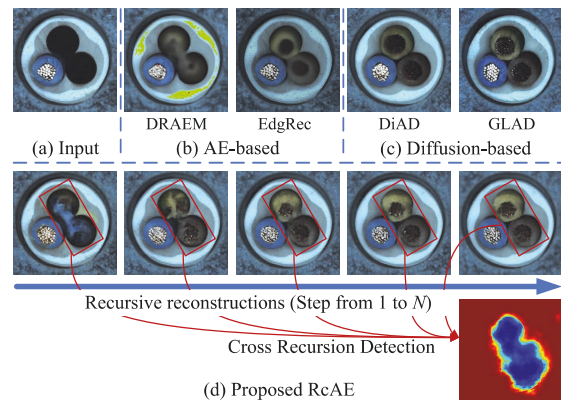 DRAEM EdgRec DiAD GLAD
(a) Input (b) AE-based (c) Diffusion-based
Recursive reconstructions (Step from 1 to N)
Cross Recursion Detection
(d) Proposed RcAE